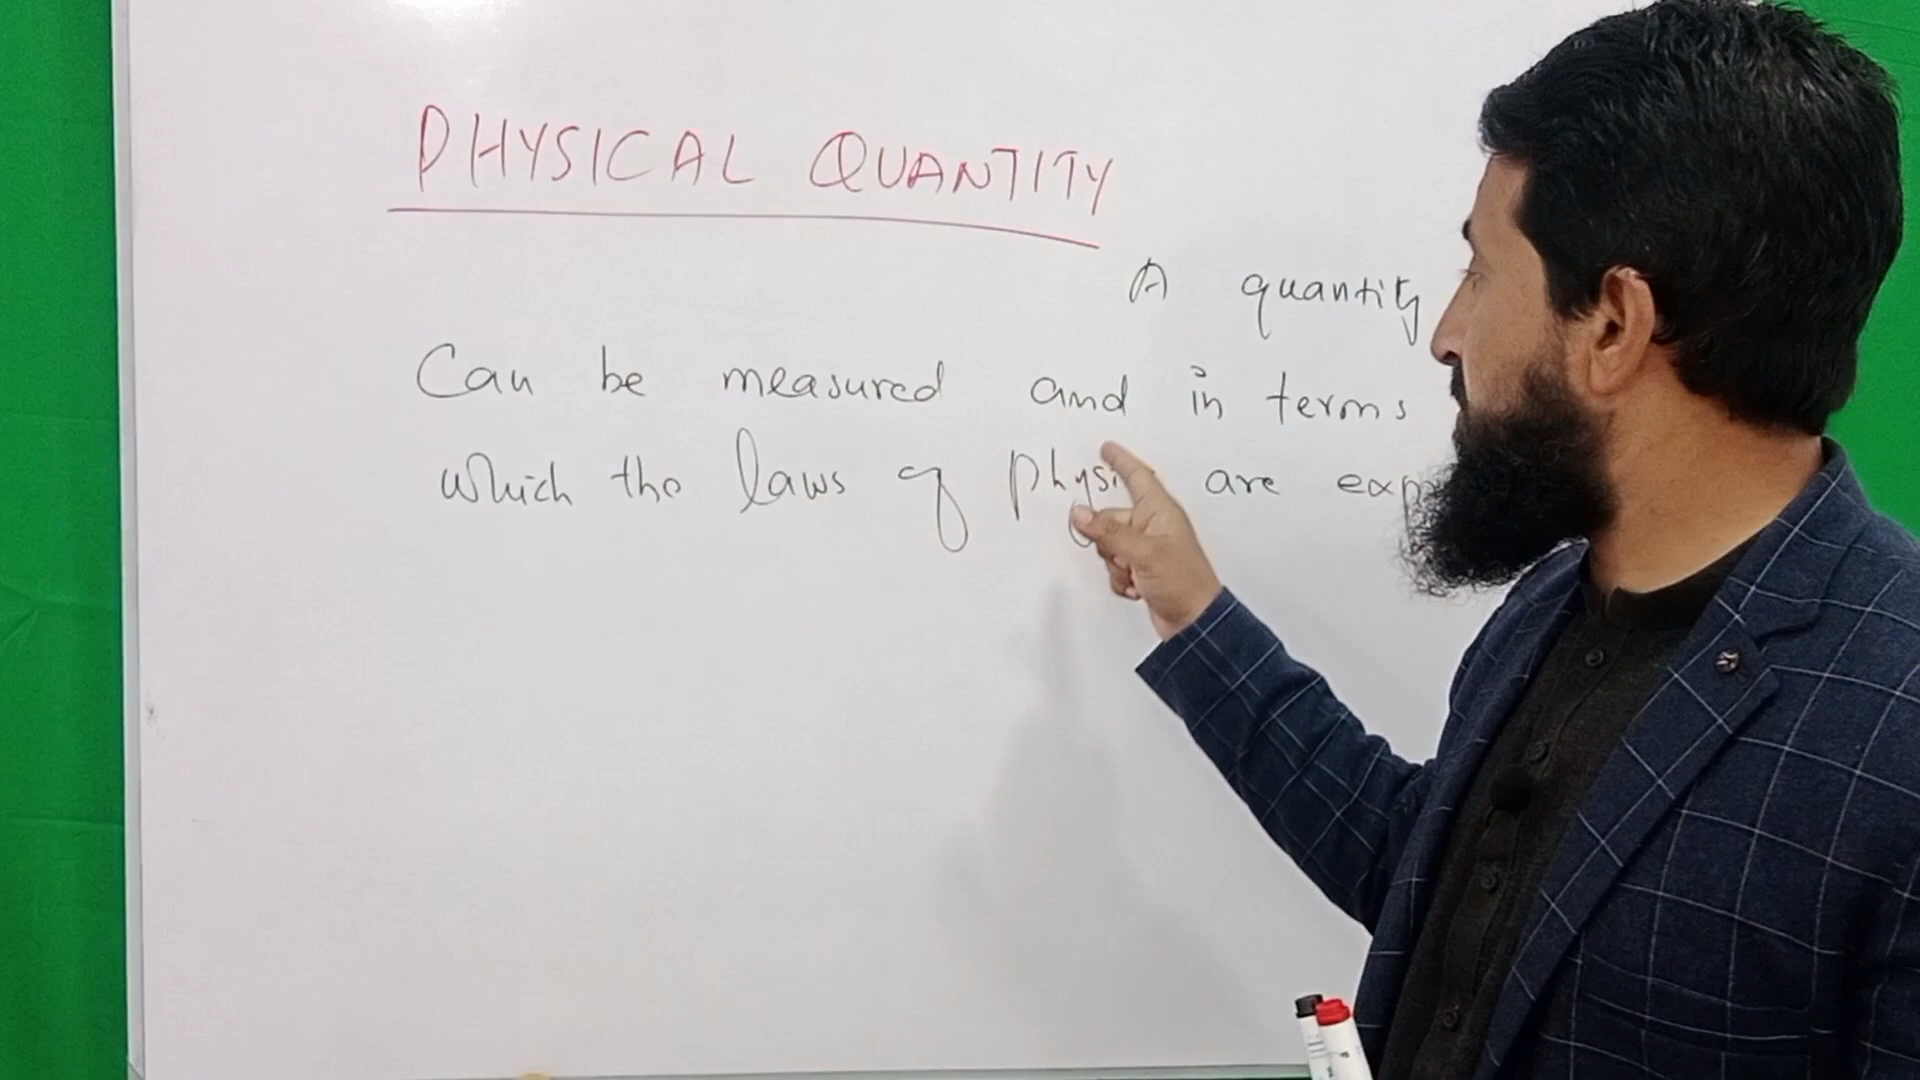 PHYSICAL QUANTITY
A quantity
Can be measured and in terms
which the laws of are